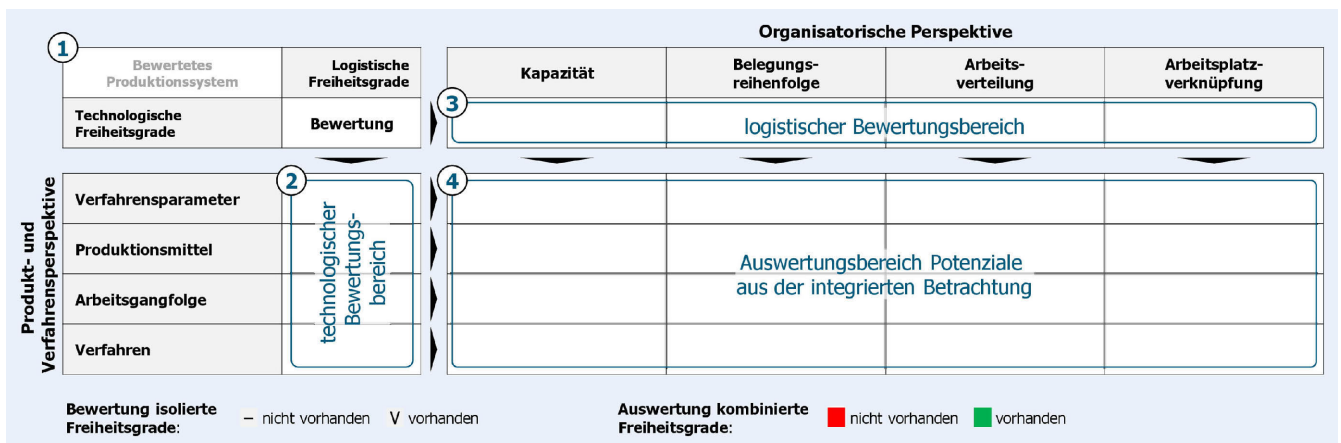 Organisatorische Perspektive
1
Bewertetes
Produktionssystem
Logistische
Freiheitsgrade
Kapazität
Belegungs-
reihenfolge
Arbeits-
verteilung
Arbeitsplatz-
verknüpfung
Technologische
Freiheitsgrade
Bewertung
3
logistischer Bewertungsbereich
Produkt- und
Verfahrensperspektive
Verfahrensparameter
Produktionsmittel
Arbeitsgangfolge
Verfahren
2
technologischer
Bewertungs-
bereich
4
Auswertungsbereich Potenziale
aus der integrierten Betrachtung
Bewertung isolierte
Freiheitsgrade:
– nicht vorhanden V vorhanden
Auswertung kombinierte
Freiheitsgrade:
nicht vorhanden vorhanden